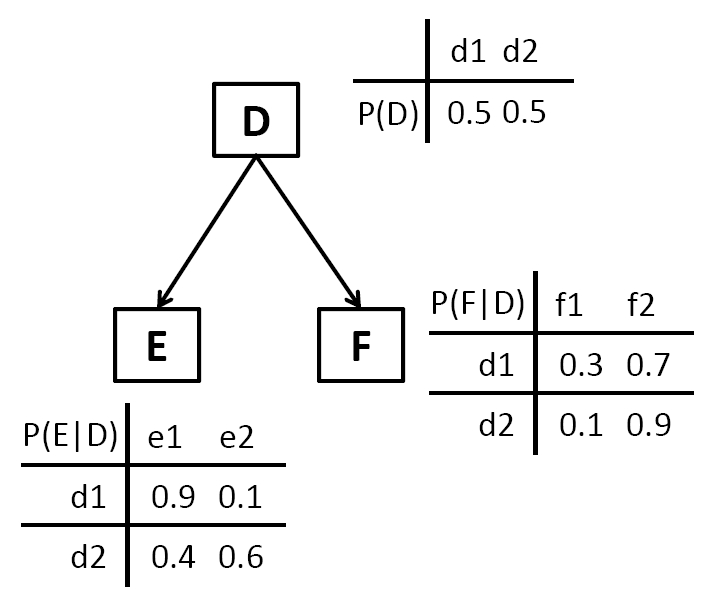 d1 d2
P(D) 0.5 0.5
D
E
F
P(F|D) f1 f2
d1 0.3 0.7
d2 0.1 0.9
P(E|D) e1 e2
d1 0.9 0.1
d2 0.4 0.6